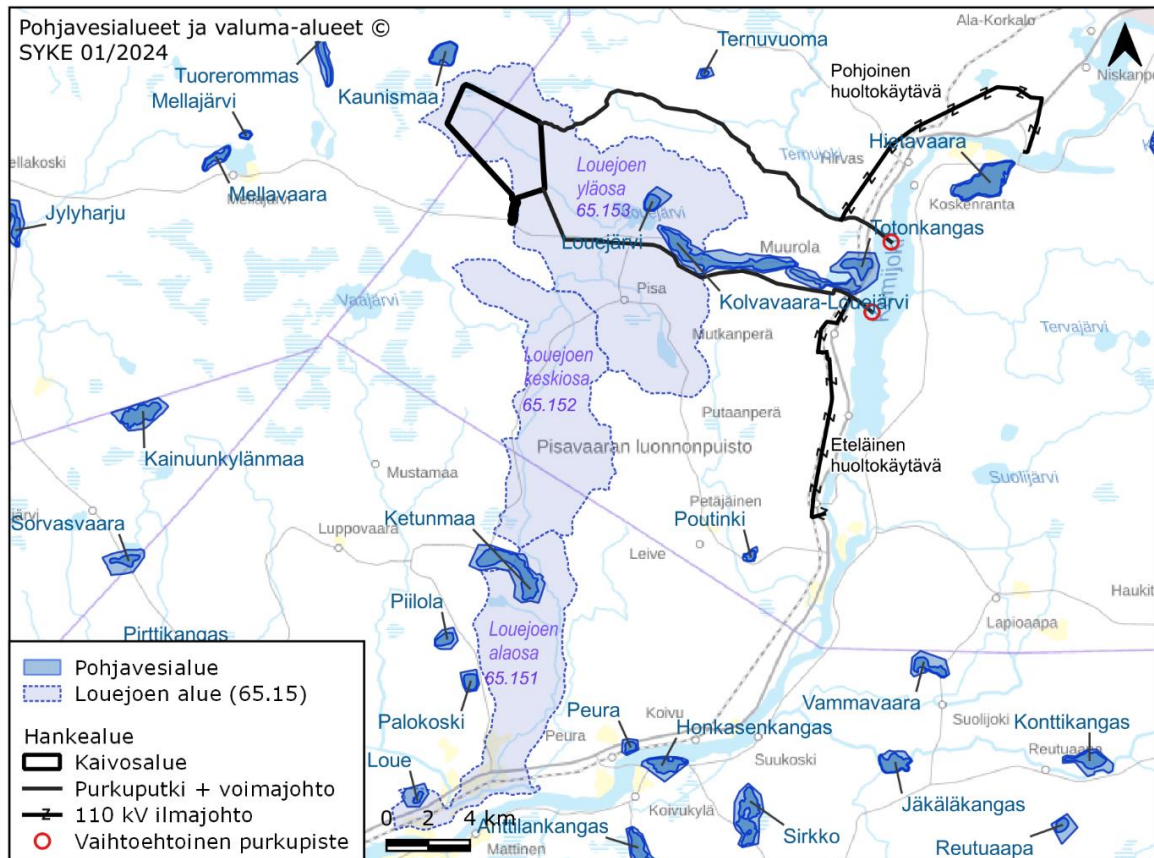 Pohjavesialueet ja valuma-alueet ©
SYKE 01/2024
Ternuvuoma
Ala-Korkalo
Tuorerommas
Mellajärvi
Kaunismaa
Pohjoinen
huoltokäytävä
Niskanpe
Hietavaara
ellakoski
Mellavaara
Mellajärvi
Ternujoki
Hirvas
Louejoen
yläosa
65.153
Koskenranta
Jylyharju
Louejärvi
Louejärvi
Totonkangas
Muurola
Kolvavaara-Louejärvi
Kemijoki
Vaajärvi
Pisa
Mutkanperä
Tervajärvi
Louejoen
keskiosa
65.152
Putaanperä
Kainuunkylänmaa
Pisavaaran luonnonpuisto
Eteläinen
huoltokäytävä
Mustamaa
Suolijärvi
Petäjäinen
järvi
Sorvasvaara
Ketunmaa
Poutinki
Luppovaara
Leive
Haukit
Piilola
Lapioaapa
Pirttikangas
Louejoen
alaosa
65.151
Pohjavesialue
Louejoen alue (65.15)
Vammavaara
Palokoski
Peura
Koivu
Honkasenkangas
Suolijoki
Konttikangas
Peura
Reutuaapa
Hankealue
Kaivosalue
Loue
Suukoski
Purkuputki + voimajohto
110 kV ilmajohto
Vaihtoehtoinen purkupiste
0 2 4 km
Koivukylä
Jäkäläkangas
Anttilankangas
Mattinen
Sirkko
Reutuaapa